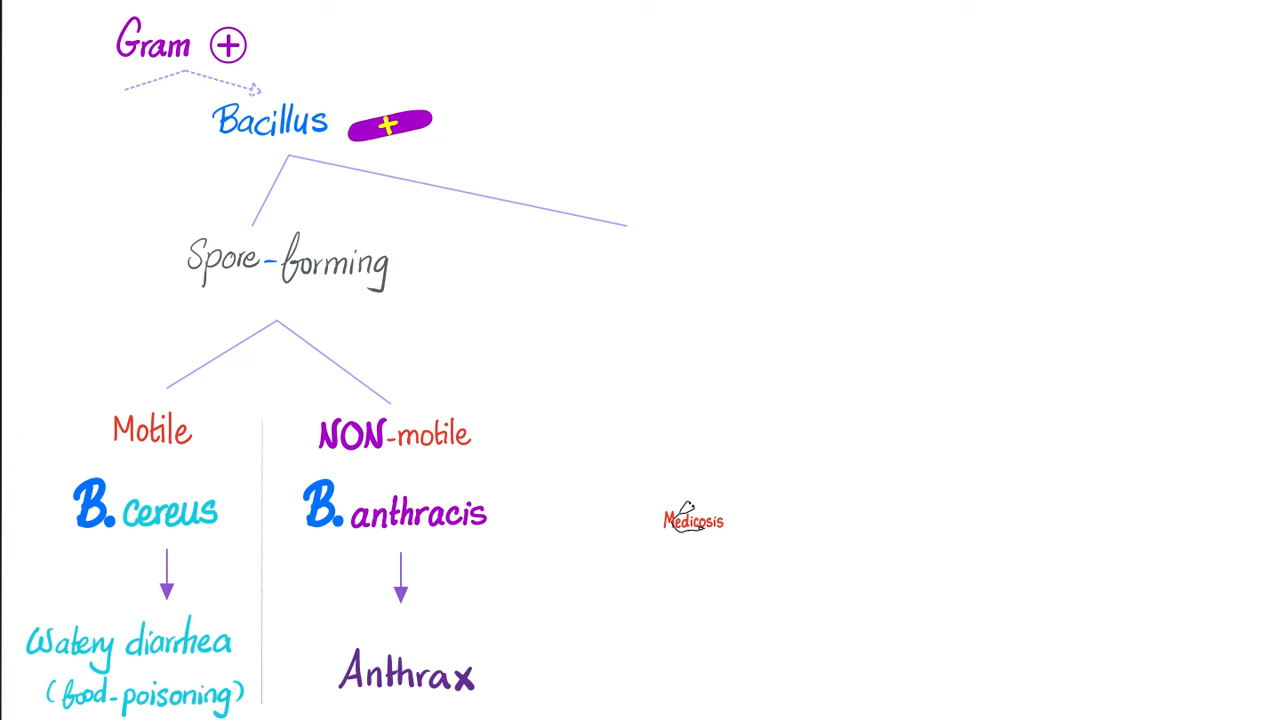 Gram +
Bacillus +
Spore-forming
Motile
NON-motile
B. cereus
B. anthracis
Medicosis
Watery diarrhea
(food-poisoning)
Anthrax